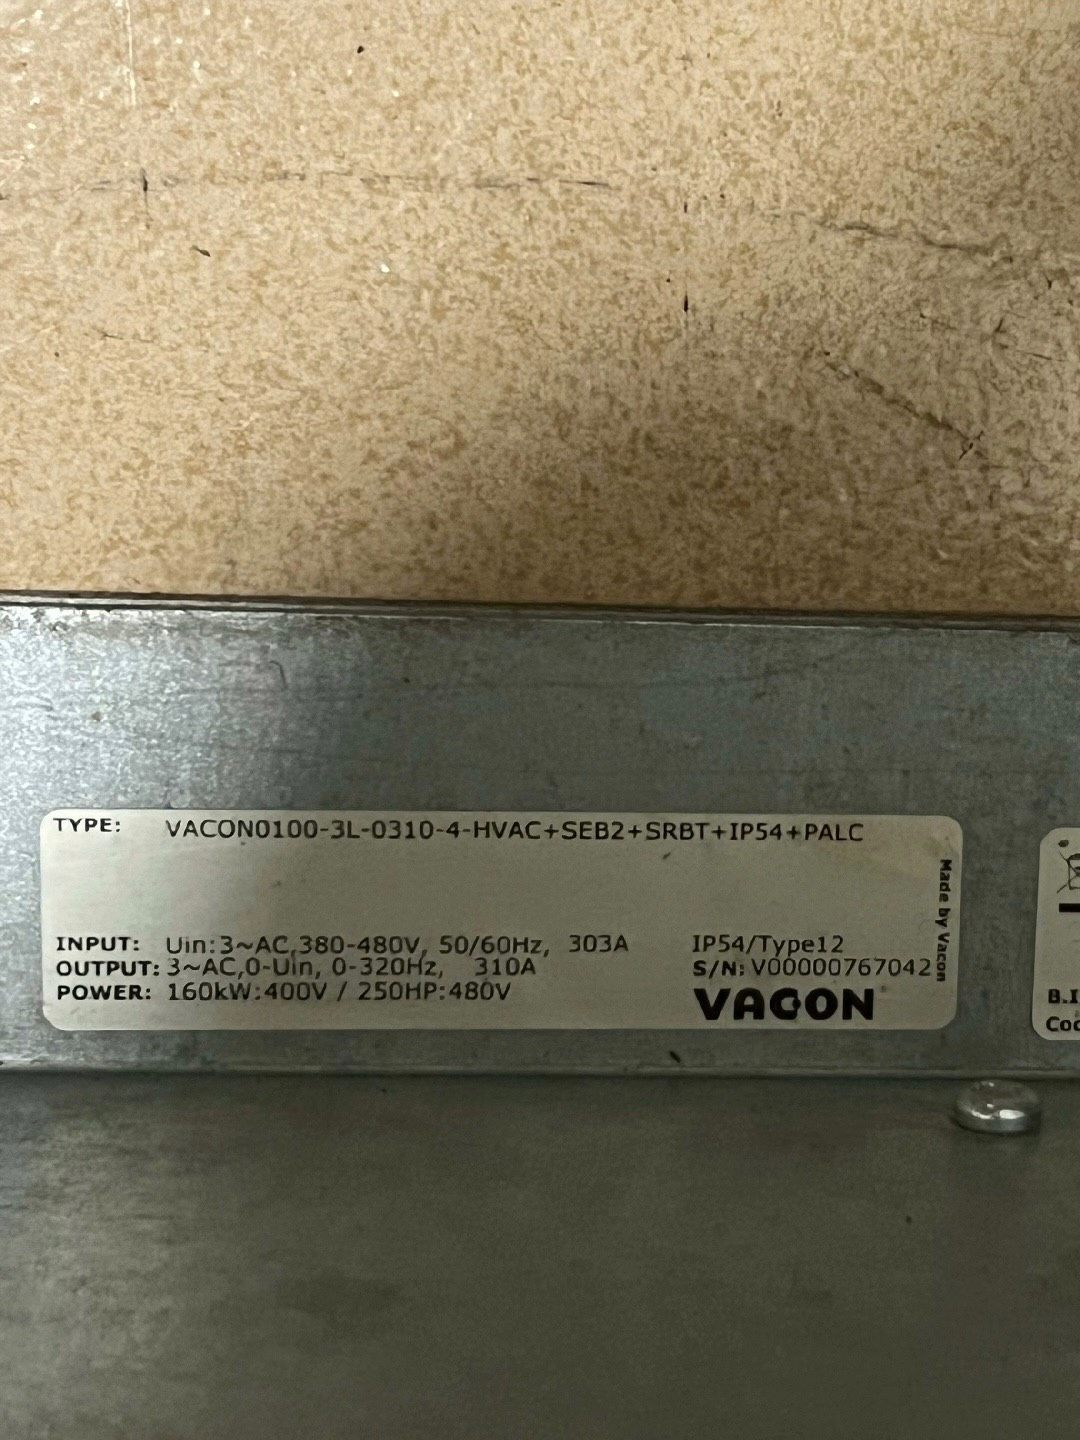 TYPE: VACON0100-3L-0310-4-HVAC+SEB2+SRBT+IP54+PALC
INPUT: Uin:3~AC,380-480V, 50/60Hz, 303A
OUTPUT: 3~AC,0-Uin, 0-320Hz, 310A
POWER: 160kW:400V / 250HP:480V
IP54/Type12
S/N: V00000767042
VACON
Made by Vacon
B.I
Coc